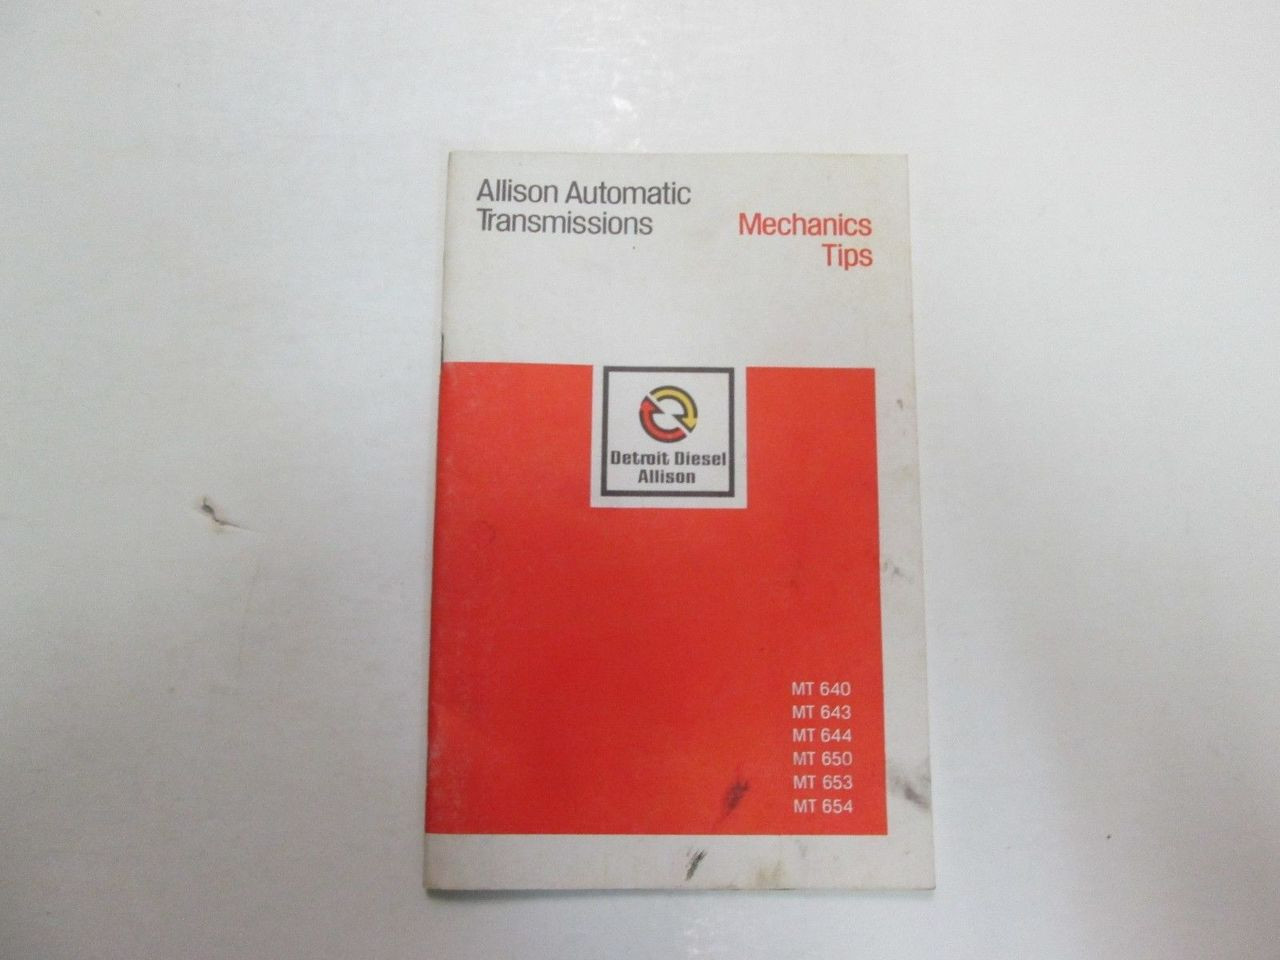 Allison Automatic
Transmissions
Mechanics
Tips
Detroit Diesel
Allison
MT 640
MT 643
MT 644
MT 650
MT 653
MT 654